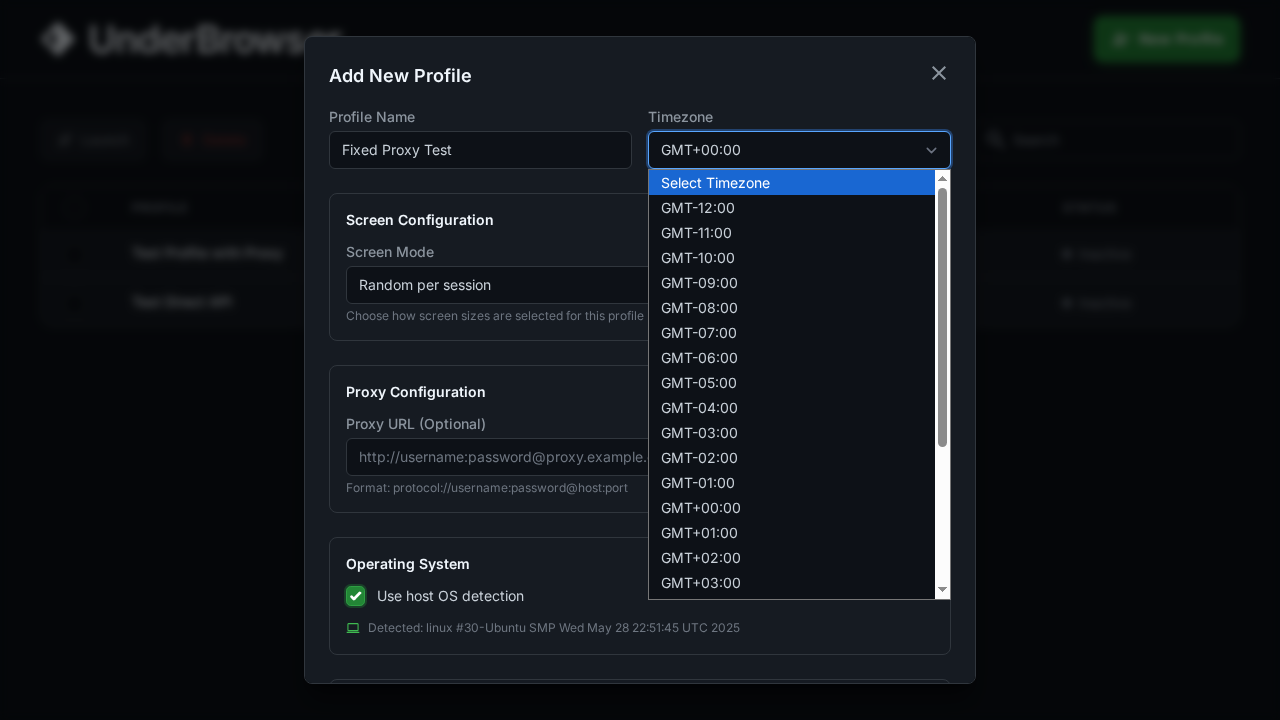 UnderBrowser
New Profile
Add New Profile
Profile Name
Timezone
Fixed Proxy Test
GMT+00:00
Select Timezone
GMT-12:00
GMT-11:00
GMT-10:00
GMT-09:00
GMT-08:00
GMT-07:00
GMT-06:00
GMT-05:00
GMT-04:00
GMT-03:00
GMT-02:00
GMT-01:00
GMT+00:00
GMT+01:00
GMT+02:00
GMT+03:00
Screen Configuration
Screen Mode
Random per session
Choose how screen sizes are selected for this profile
Proxy Configuration
Proxy URL (Optional)
http://username:password@proxy.example.
Format: protocol://username:password@host:port
Operating System
Use host OS detection
Detected: linux #30-Ubuntu SMP Wed May 28 22:51:45 UTC 2025
Search
Test Profile with Proxy